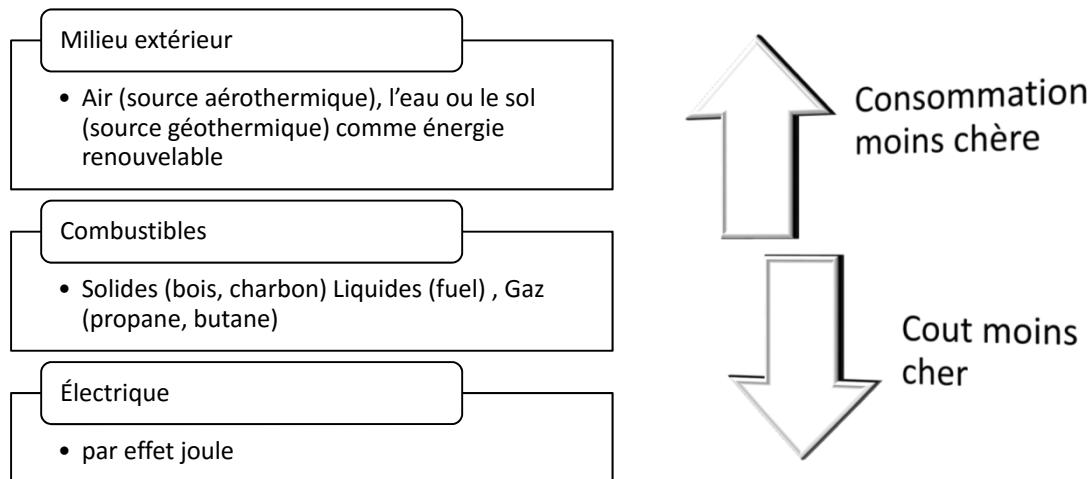 Milieu extérieur
• Air (source aérothermique), l'eau ou le sol
(source géothermique) comme énergie
renouvelable
Combustibles
• Solides (bois, charbon) Liquides (fuel) , Gaz
(propane, butane)
Électrique
• par effet joule
Consommation
moins chère
Cout moins
cher